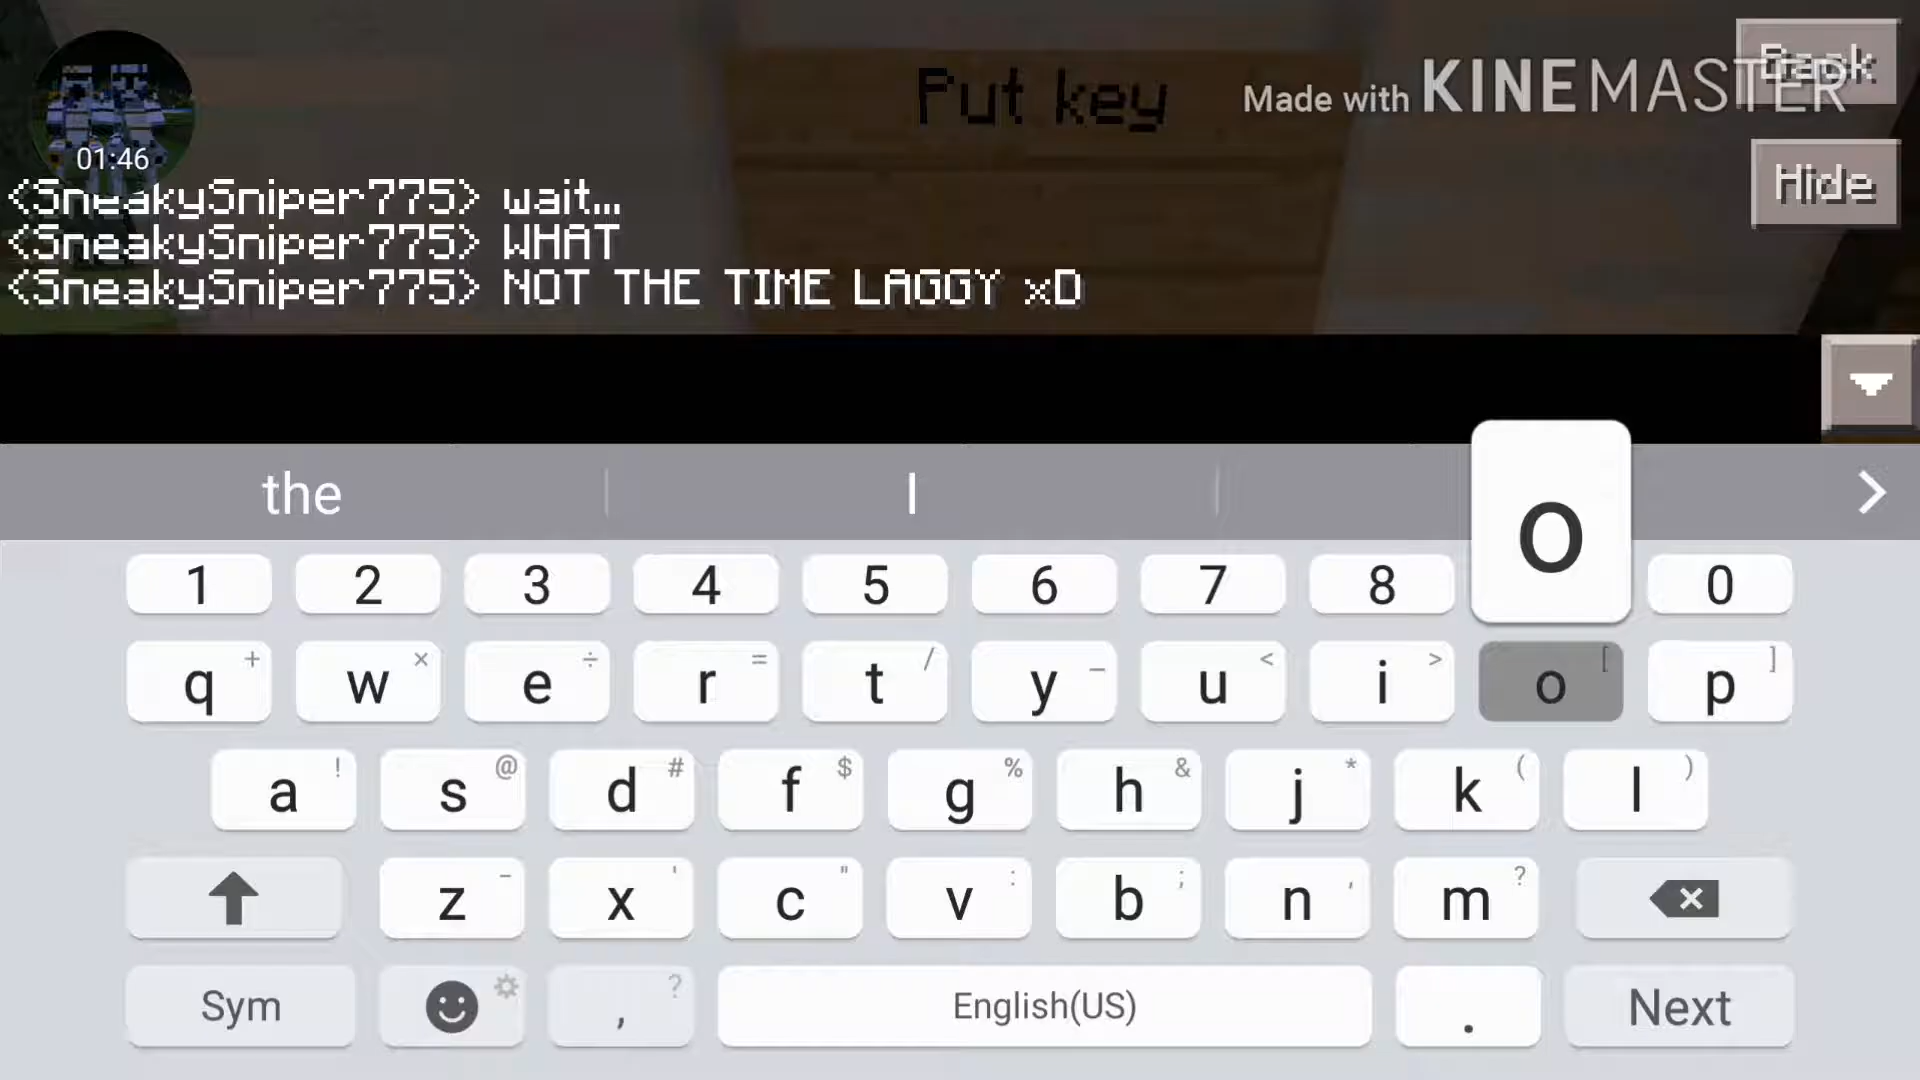 Put key
Made with KINEMASTER
Back
01:46
Hide
<SneakySniper775> wait...
<SneakySniper775> WHAT
<SneakySniper775> NOT THE TIME LAGGY xD
the I
o
1 2 3 4 5 6 7 8 0
q + w × e ÷ r = t / y _ u < i > o [ p ]
a ! s @ d # f $ g % h & j * k ( l )
z - x ' c " v : b ; n , m ?
Sym , ? English(US) . Next